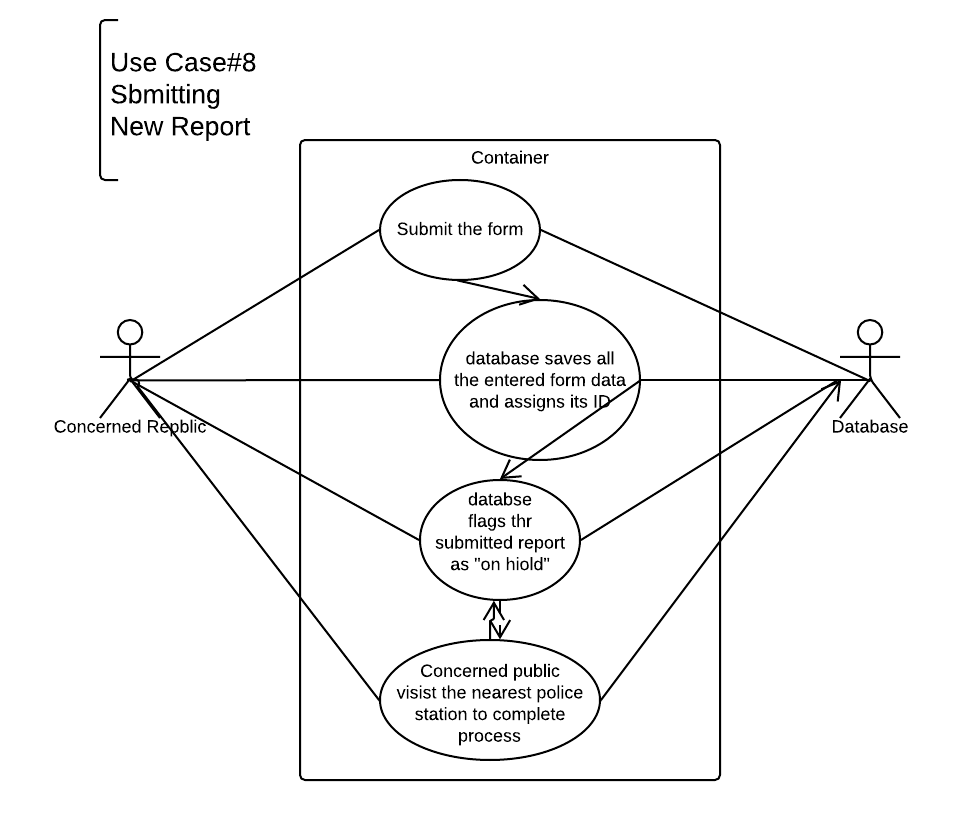 Use Case#8
Sbmitting
New Report
Container
Submit the form
database saves all
the entered form data
and assigns its ID
Concerned Repblic
Database
databse
flags thr
submitted report
as "on hiold"
Concerned public
visist the nearest police
station to complete
process